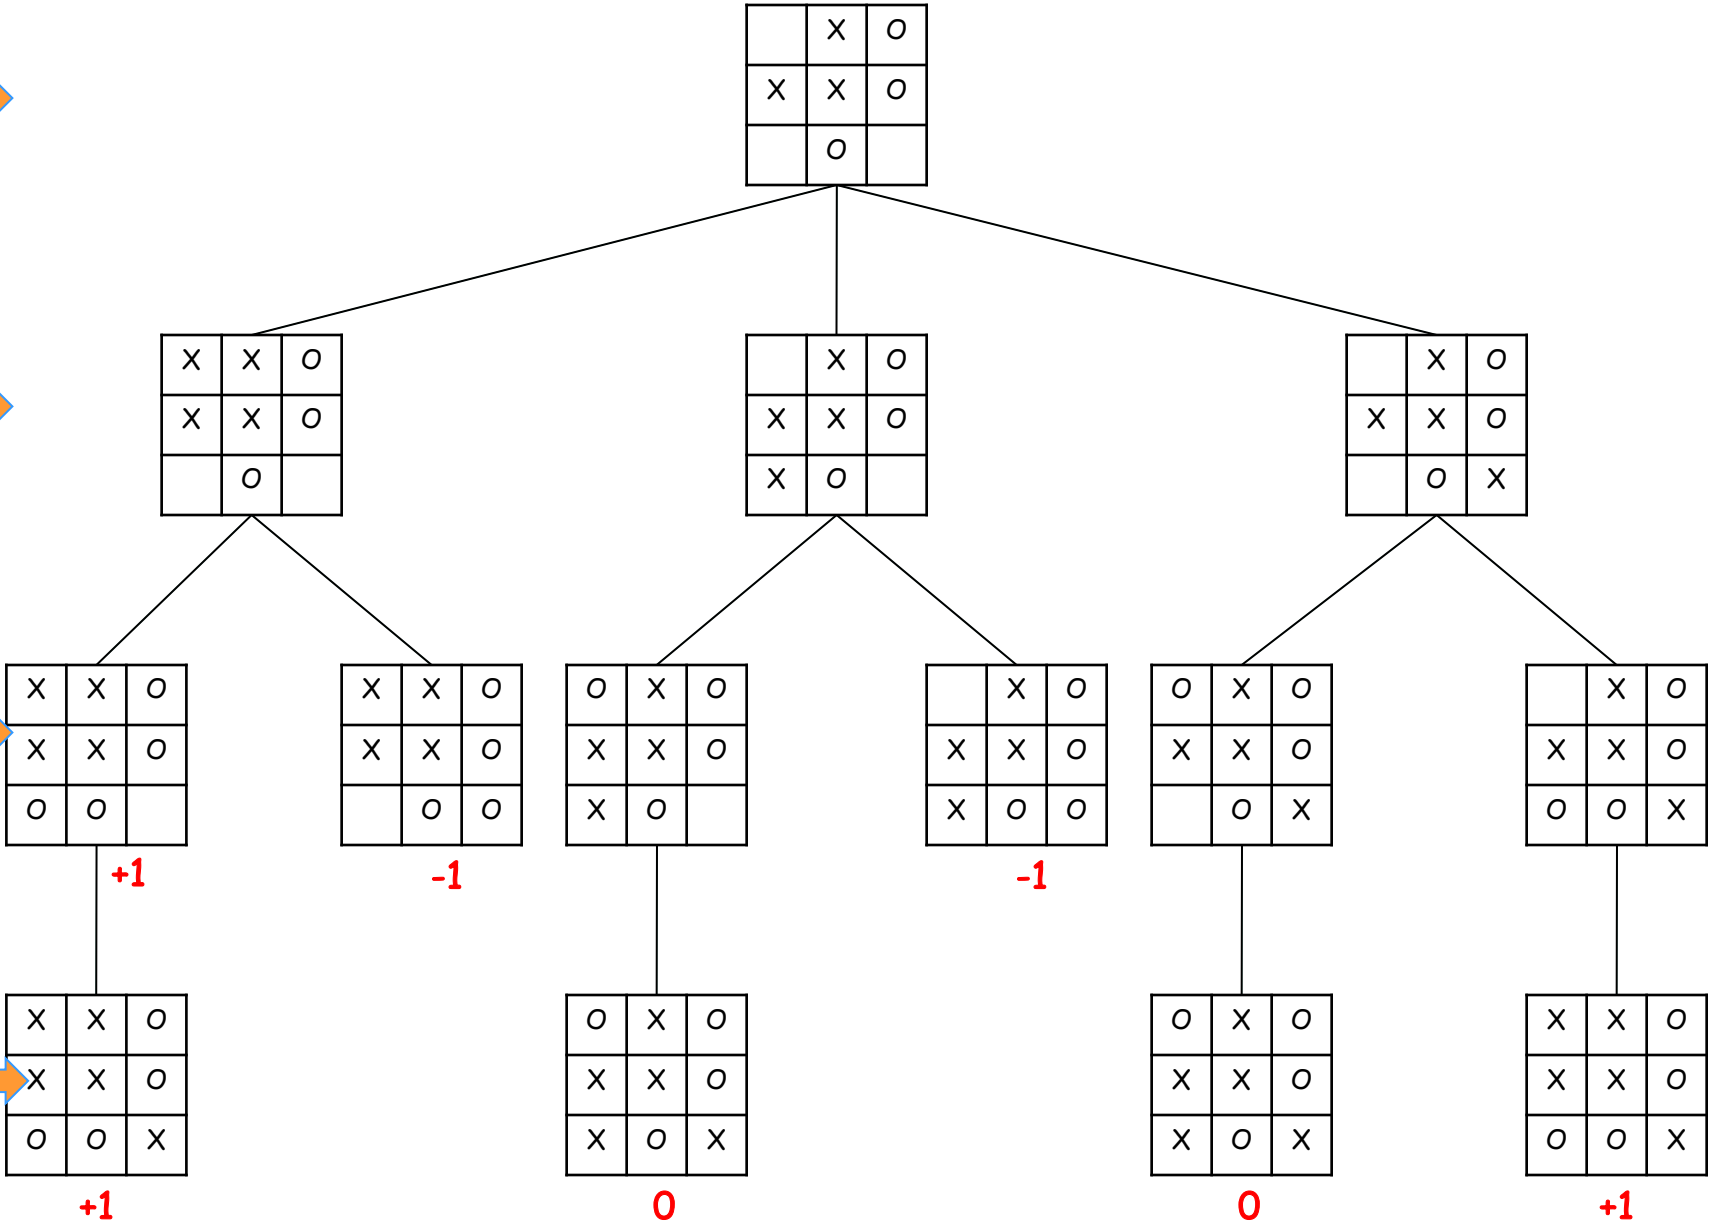 X O
X X O
O
X X O X O X O
X X O X X O X X O
O X O O X
X X O X X O O X O X O O X O X O
X X O X X O X X O X X O X X O X X O
O O O O X O X O O O X O O X
+1 -1 -1
X X O O X O O X O X X O
X X O X X O X X O X X O
O O X X O X X O X O O X
+1 0 0 +1